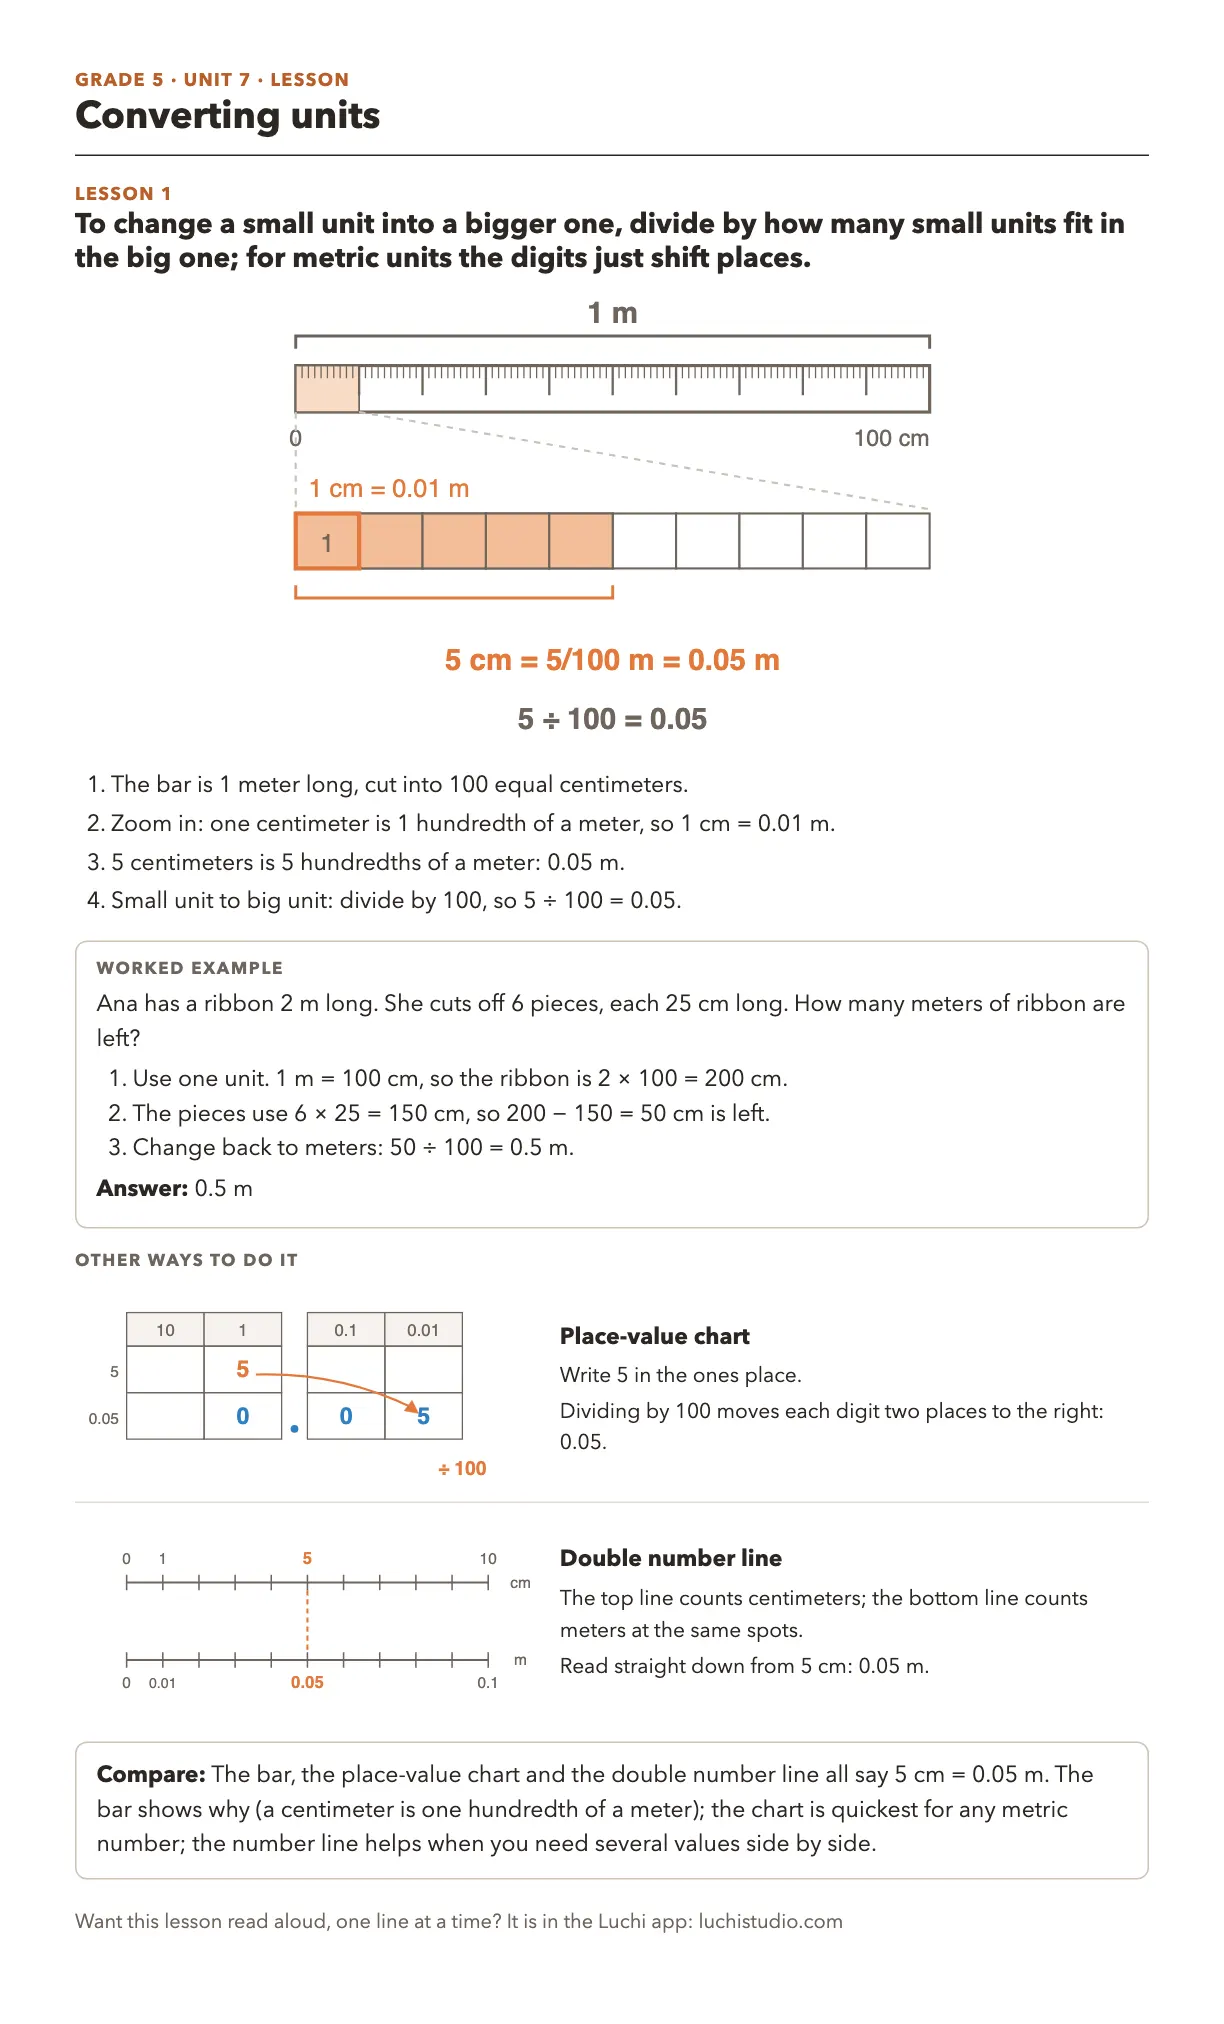 GRADE 5 · UNIT 7 · LESSON
Converting units
LESSON 1
To change a small unit into a bigger one, divide by how many small units fit in
the big one; for metric units the digits just shift places.
1 m
0
100 cm
1 cm = 0.01 m
1
5 cm = 5/100 m = 0.05 m
5 ÷ 100 = 0.05
1. The bar is 1 meter long, cut into 100 equal centimeters.
2. Zoom in: one centimeter is 1 hundredth of a meter, so 1 cm = 0.01 m.
3. 5 centimeters is 5 hundredths of a meter: 0.05 m.
4. Small unit to big unit: divide by 100, so 5 ÷ 100 = 0.05.
WORKED EXAMPLE
Ana has a ribbon 2 m long. She cuts off 6 pieces, each 25 cm long. How many meters of ribbon are
left?
1. Use one unit. 1 m = 100 cm, so the ribbon is 2 × 100 = 200 cm.
2. The pieces use 6 × 25 = 150 cm, so 200 − 150 = 50 cm is left.
3. Change back to meters: 50 ÷ 100 = 0.5 m.
Answer: 0.5 m
OTHER WAYS TO DO IT
10 1 0.1 0.01
5 5
0.05 0 . 0 5
÷ 100
Place-value chart
Write 5 in the ones place.
Dividing by 100 moves each digit two places to the right:
0.05.
0 1 5 10
cm
m
0 0.01 0.05 0.1
Double number line
The top line counts centimeters; the bottom line counts
meters at the same spots.
Read straight down from 5 cm: 0.05 m.
Compare: The bar, the place-value chart and the double number line all say 5 cm = 0.05 m. The
bar shows why (a centimeter is one hundredth of a meter); the chart is quickest for any metric
number; the number line helps when you need several values side by side.
Want this lesson read aloud, one line at a time? It is in the Luchi app: luchistudio.com